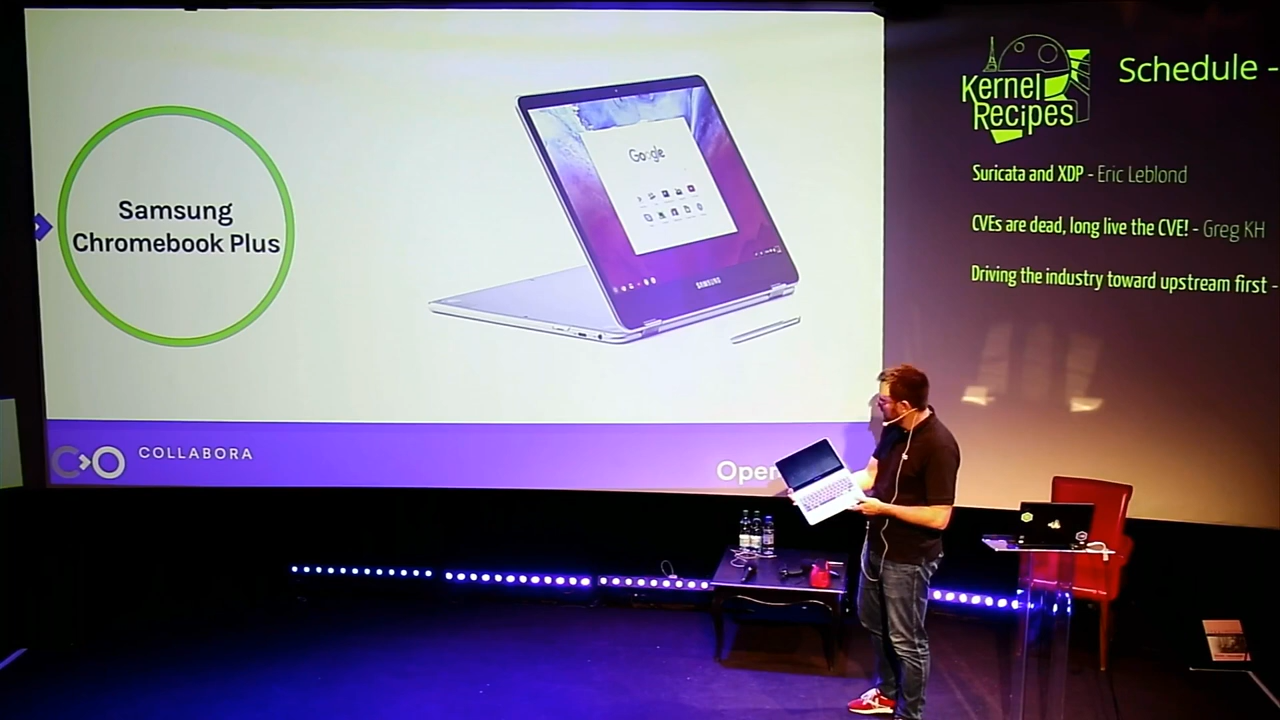 Samsung
Chromebook Plus
Google
SAMSUNG
COLLABORA
Open
Kernel
Recipes
Schedule -
Suricata and XDP - Eric Leblond
CVEs are dead, long live the CVE! - Greg KH
Driving the industry toward upstream first -